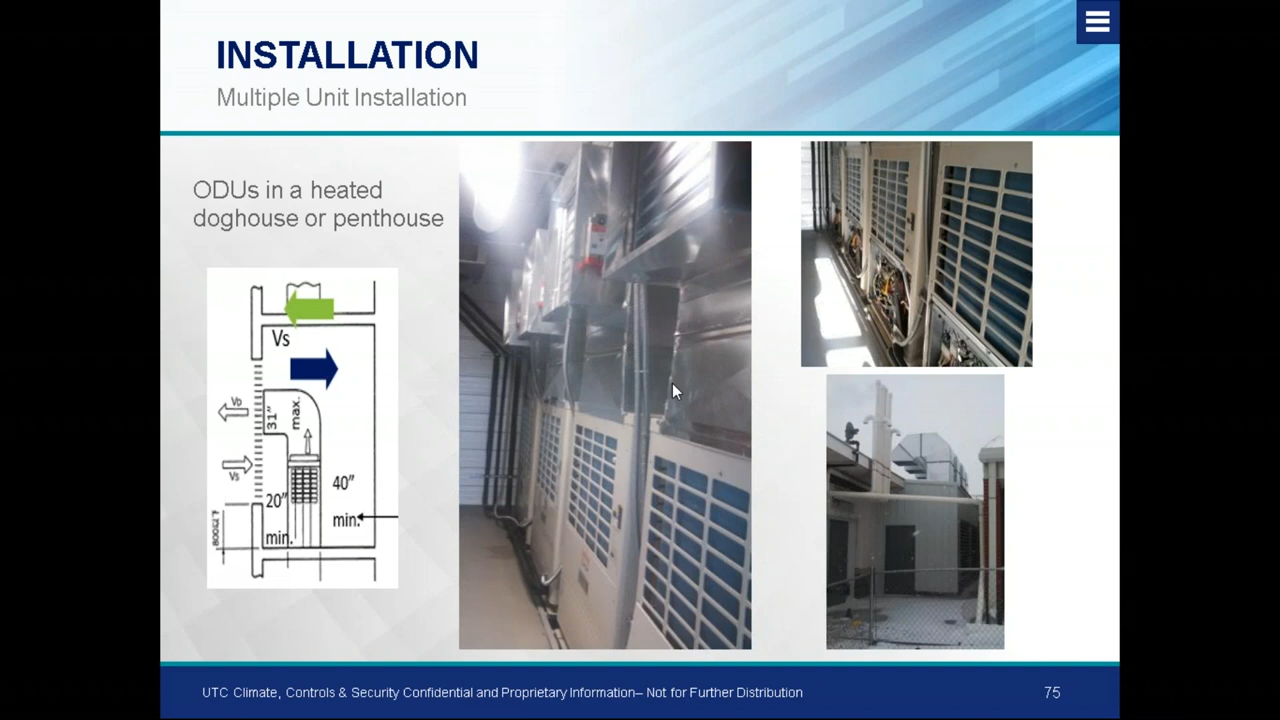 INSTALLATION
Multiple Unit Installation
ODUs in a heated
doghouse or penthouse
Vs
31"
max.
Vs
20"
min.
40"
min.
UTC Climate, Controls & Security Confidential and Proprietary Information– Not for Further Distribution
75